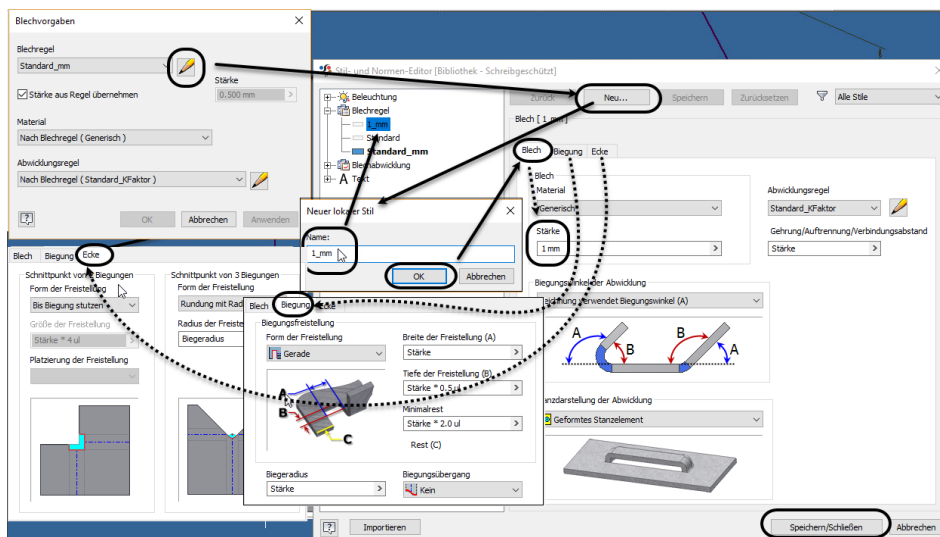 Blechvorgaben
Blechregel
Standard_mm
Stärke
Stärke aus Regel übernehmen
0.500 mm
Material
Nach Blechregel ( Generisch )
Abwicklungsregel
Nach Blechregel ( Standard_KFaktor )
OK Abbrechen Anwenden
Stil- und Normen-Editor [Bibliothek - Schreibgeschützt]
Zurück Neu... Speichern Zurücksetzen Alle Stile
Beleuchtung
Blechregel
1_mm
Standard
Standard_mm
Blechabwicklung
Text
Blech [ 1 mm ]
Blech Biegung Ecke
Blech
Material
Generisch
Stärke
1 mm
Abwicklungsregel
Standard_KFaktor
Gehrung/Auftrennung/Verbindungsabstand
Stärke
Biegungswinkel der Abwicklung
verwendet Biegungswinkel (A)
A B B A
der Abwicklung
Geformtes Stanzelement
Importieren Speichern/Schließen Abbrechen
Neuer lokaler Stil
Name:
1_mm
OK Abbrechen
Blech Biegung Ecke
Schnittpunkt von 2 Biegungen
Form der Freistellung
Bis Biegung stutzen
Größe der Freistellung
Stärke * 4 ul
Platzierung der Freistellung
Schnittpunkt von 3 Biegungen
Form der Freistellung
Rundung mit Rad
Radius der Freiste
Biegeradius
Blech Biegung Ecke
Biegungsfreistellung
Form der Freistellung
Gerade
A
B
C
Breite der Freistellung (A)
Stärke
Tiefe der Freistellung (B)
Stärke * 0.5 ul
Minimalrest
Stärke * 2.0 ul
Rest (C)
Biegeradius
Stärke
Biegungsübergang
Kein